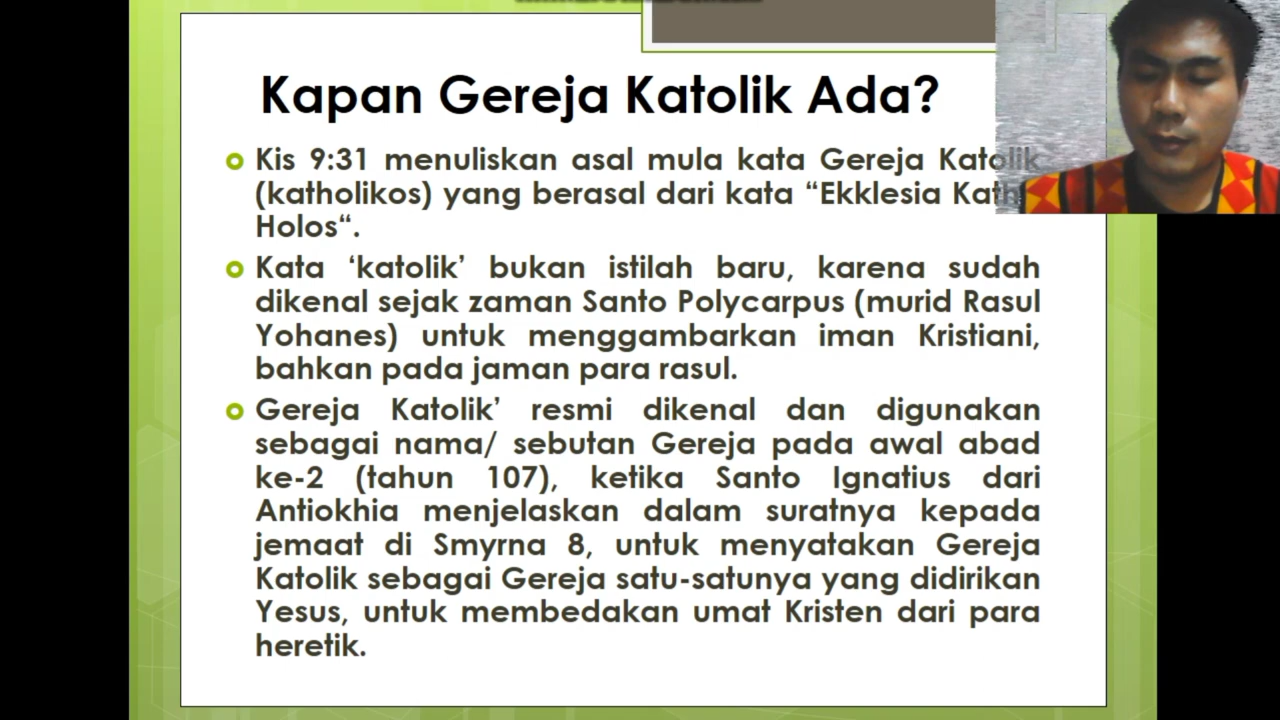 Kapan Gereja Katolik Ada?
Kis 9:31 menuliskan asal mula kata Gereja Katolik
(katholikos) yang berasal dari kata “Ekklesia Kath
Holos“.
Kata ‘katolik’ bukan istilah baru, karena sudah
dikenal sejak zaman Santo Polycarpus (murid Rasul
Yohanes) untuk menggambarkan iman Kristiani,
bahkan pada jaman para rasul.
Gereja Katolik’ resmi dikenal dan digunakan
sebagai nama/ sebutan Gereja pada awal abad
ke-2 (tahun 107), ketika Santo Ignatius dari
Antiokhia menjelaskan dalam suratnya kepada
jemaat di Smyrna 8, untuk menyatakan Gereja
Katolik sebagai Gereja satu-satunya yang didirikan
Yesus, untuk membedakan umat Kristen dari para
heretik.